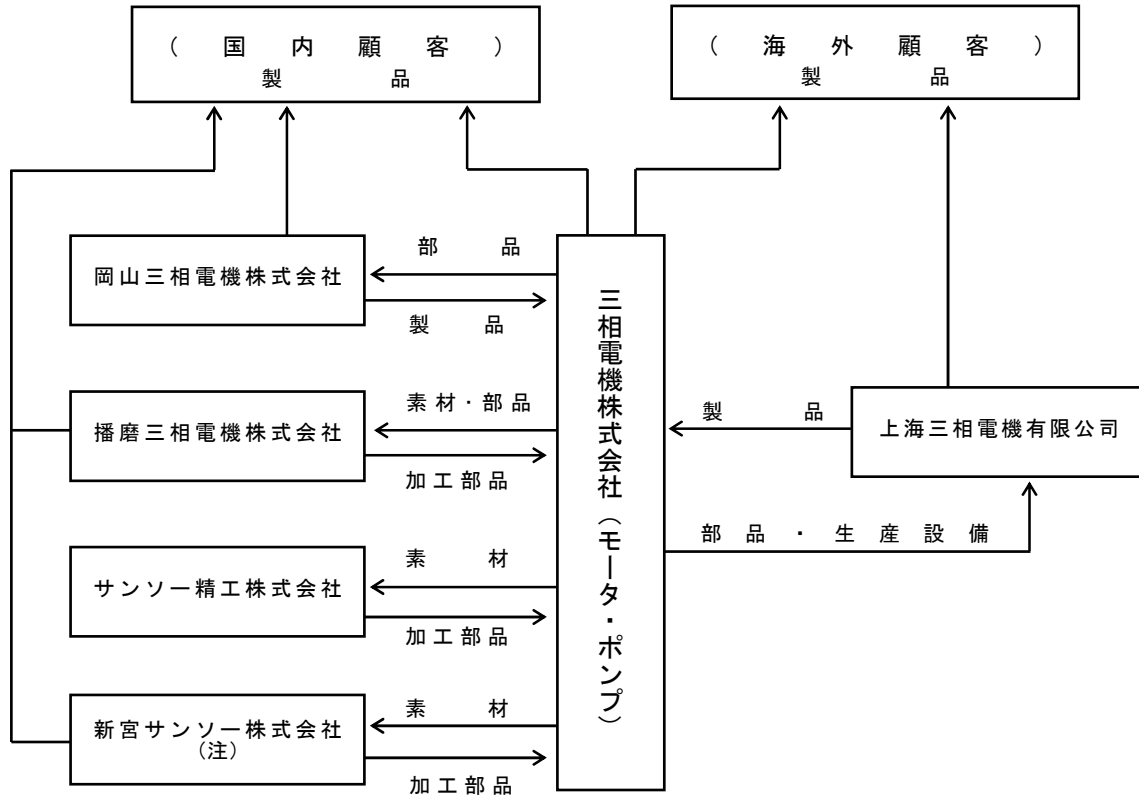 (国内顧客)
製品
(海外顧客)
製品
岡山三相電機株式会社
部品
製品
播磨三相電機株式会社
素材・部品
加工部品
サンソー精工株式会社
素材
加工部品
新宮サンソー株式会社
(注)
素材
加工部品
三相電機株式会社(モータ・ポンプ)
製品
上海三相電機有限公司
部品・生産設備